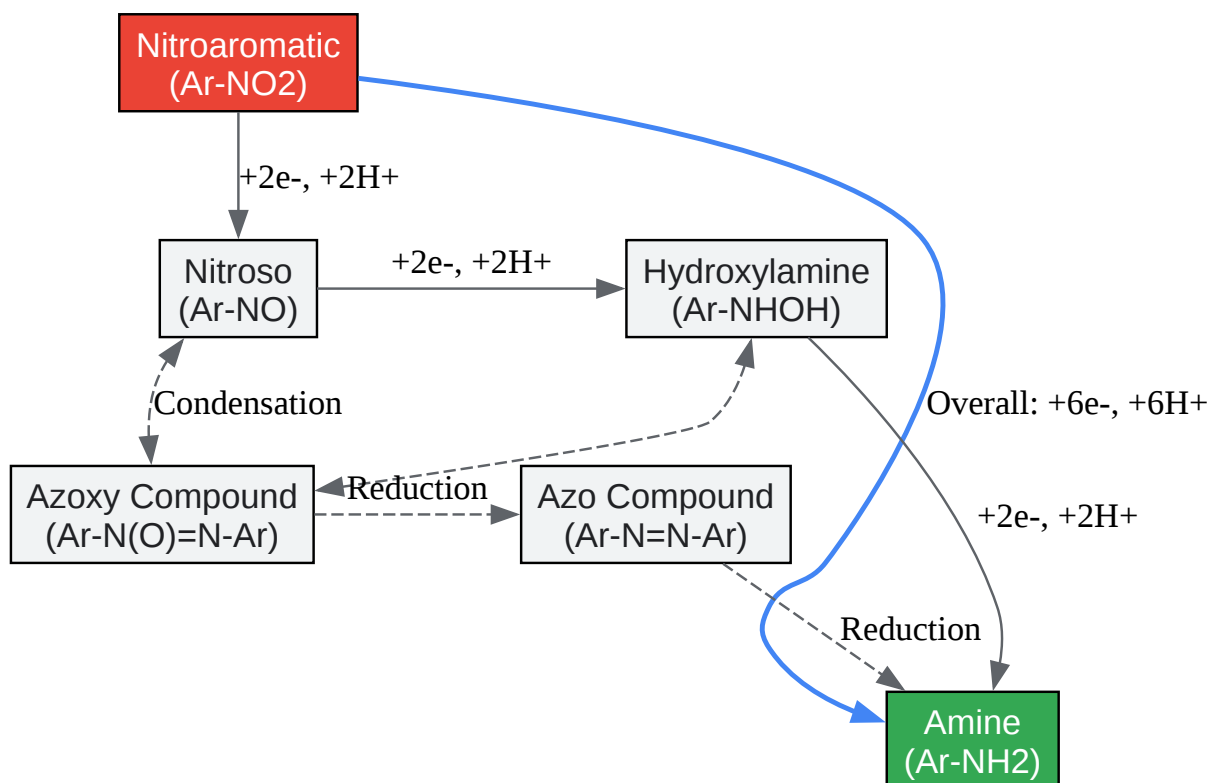 Nitroaromatic
(Ar-NO2)
+2e-, +2H+
Nitroso
(Ar-NO)
+2e-, +2H+
Hydroxylamine
(Ar-NHOH)
Condensation
Overall: +6e-, +6H+
Azoxy Compound
(Ar-N(O)=N-Ar)
Reduction
Azo Compound
(Ar-N=N-Ar)
+2e-, +2H+
Reduction
Amine
(Ar-NH2)